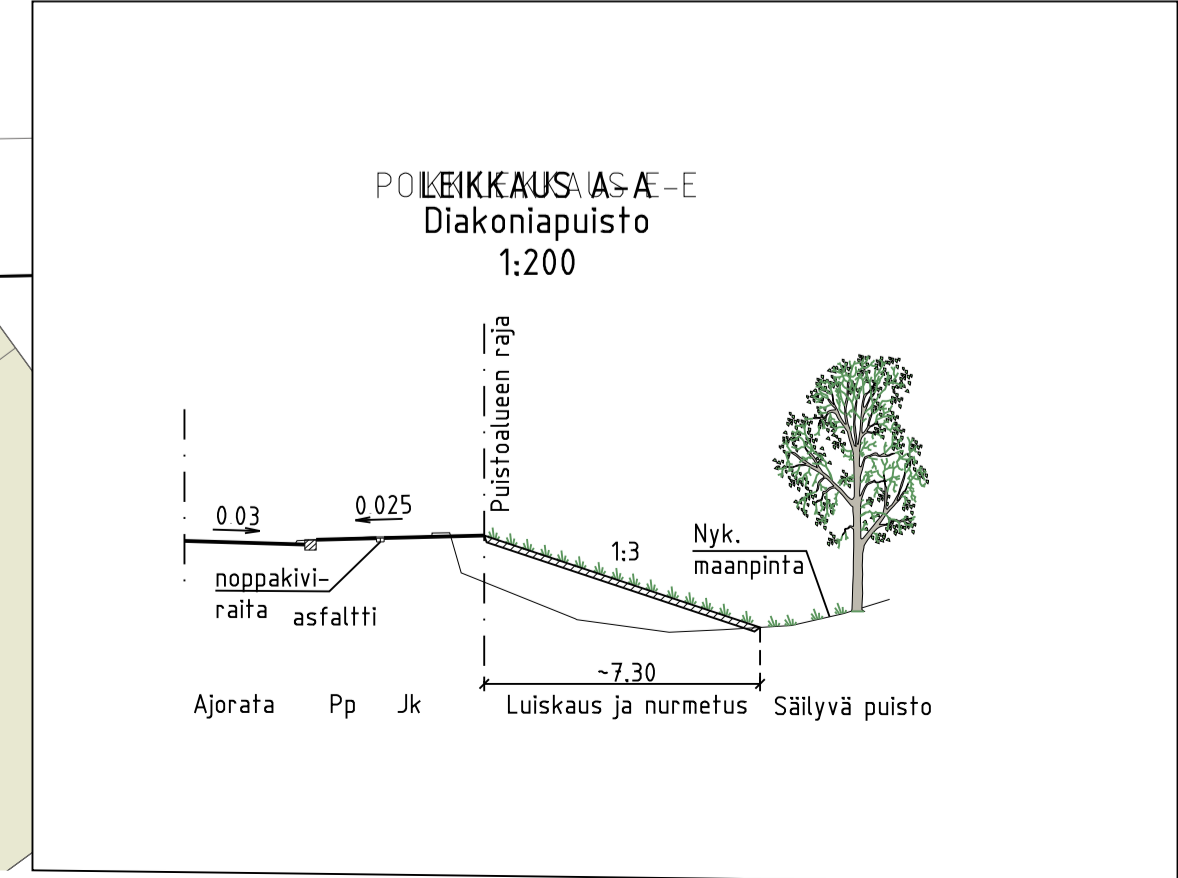 POIKKILEIKKAUS E-E
LEIKKAUS A-A
Diakoniapuisto
1:200
Puistoalueen raja
0.03
0.025
1:3
Nyk.
maanpinta
noppakivi-
raita
asfaltti
~7.30
Ajorata Pp Jk Luiskaus ja nurmetus Säilyvä puisto